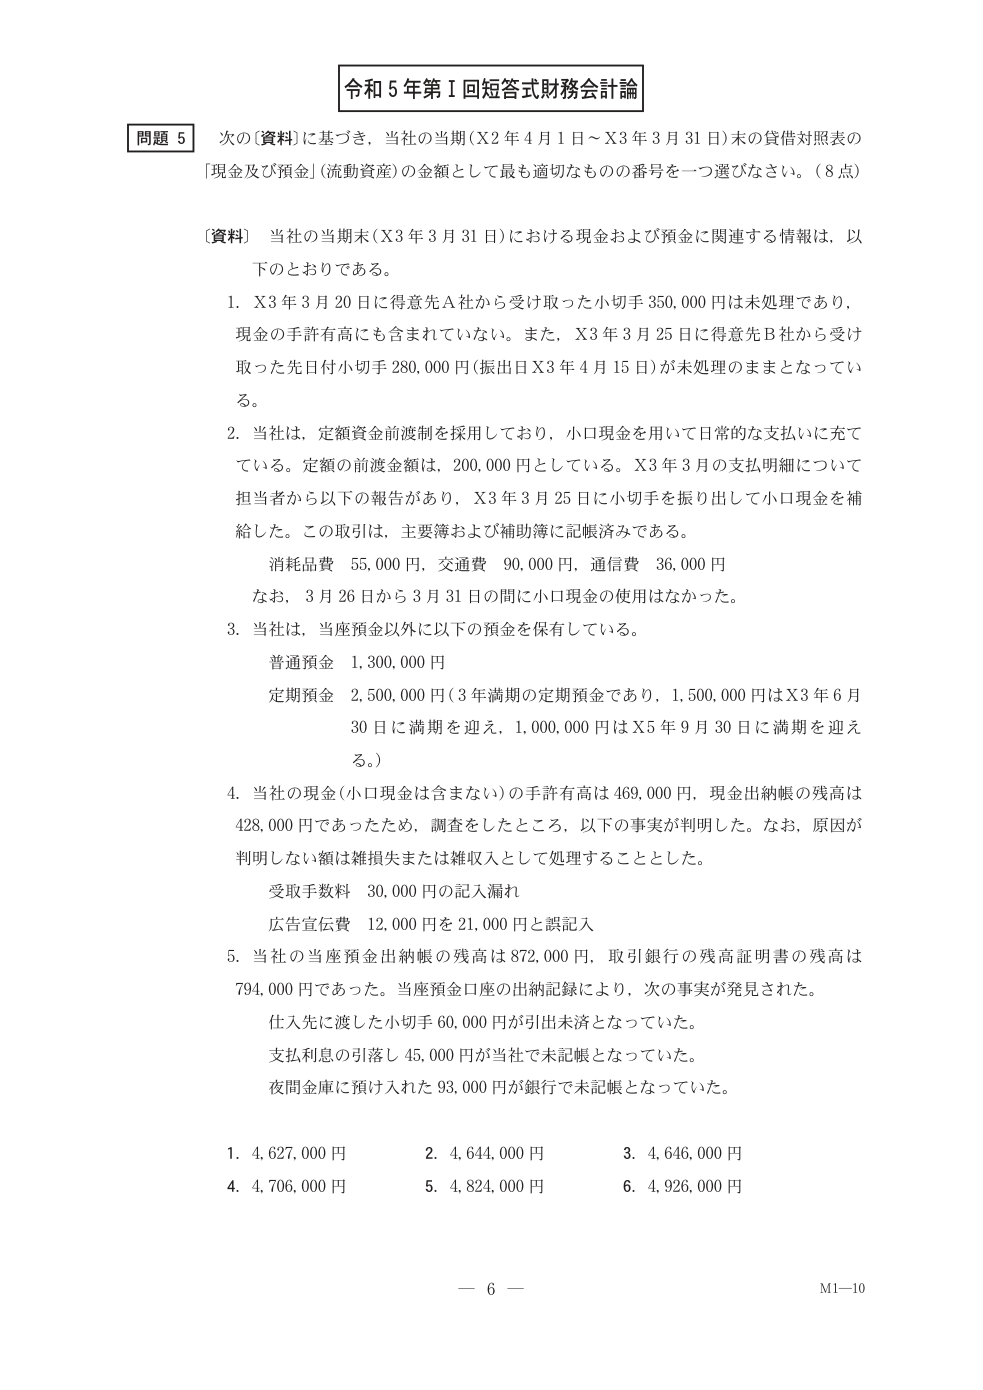 令和5年第Ⅰ回短答式財務会計論
問題 5　次の〔資料〕に基づき，当社の当期(X2年4月1日～X3年3月31日)末の貸借対照表の
「現金及び預金」(流動資産)の金額として最も適切なものの番号を一つ選びなさい。(8点)
〔資料〕　当社の当期末(X3年3月31日)における現金および預金に関連する情報は，以
下のとおりである。
1. X3年3月20日に得意先A社から受け取った小切手350,000円は未処理であり，
現金の手許有高にも含まれていない。また，X3年3月25日に得意先B社から受け
取った先日付小切手280,000円(振出日X3年4月15日)が未処理のままとなってい
る。
2. 当社は，定額資金前渡制を採用しており，小口現金を用いて日常的な支払いに充て
ている。定額の前渡金額は，200,000円としている。X3年3月の支払明細について
担当者から以下の報告があり，X3年3月25日に小切手を振り出して小口現金を補
給した。この取引は，主要簿および補助簿に記帳済みである。
消耗品費　55,000円，交通費　90,000円，通信費　36,000円
なお，3月26日から3月31日の間に小口現金の使用はなかった。
3. 当社は，当座預金以外に以下の預金を保有している。
普通預金　1,300,000円
定期預金　2,500,000円(3年満期の定期預金であり，1,500,000円はX3年6月
30日に満期を迎え，1,000,000円はX5年9月30日に満期を迎え
る。)
4. 当社の現金(小口現金は含まない)の手許有高は469,000円，現金出納帳の残高は
428,000円であったため，調査をしたところ，以下の事実が判明した。なお，原因が
判明しない額は雑損失または雑収入として処理することとした。
受取手数料　30,000円の記入漏れ
広告宣伝費　12,000円を21,000円と誤記入
5. 当社の当座預金出納帳の残高は872,000円，取引銀行の残高証明書の残高は
794,000円であった。当座預金口座の出納記録により，次の事実が発見された。
仕入先に渡した小切手60,000円が引出未済となっていた。
支払利息の引落し45,000円が当社で未記帳となっていた。
夜間金庫に預け入れた93,000円が銀行で未記帳となっていた。
1. 4,627,000円　2. 4,644,000円　3. 4,646,000円
4. 4,706,000円　5. 4,824,000円　6. 4,926,000円
— 6 —　M1—10